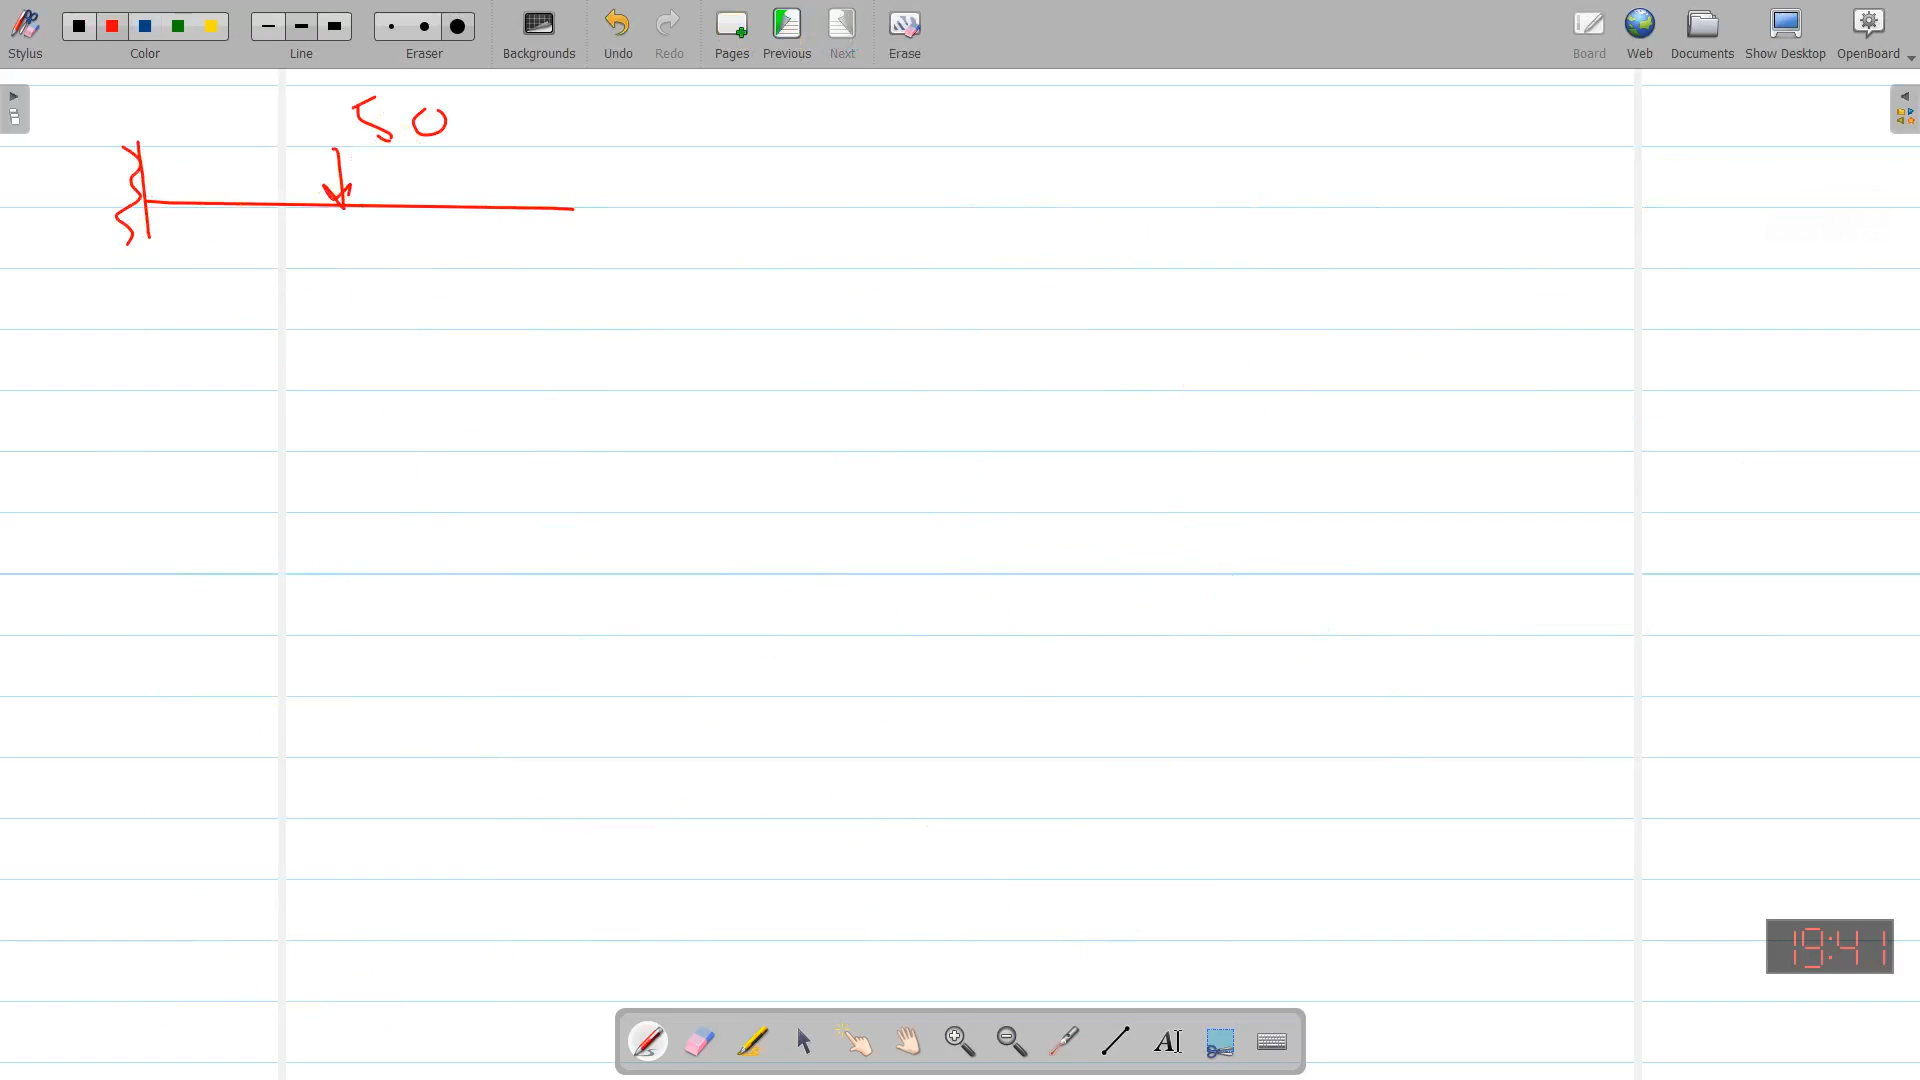 Stylus Color Line Eraser Backgrounds Undo Redo Pages Previous Next Erase Board Web Documents Show Desktop OpenBoard
50
19:41
AI